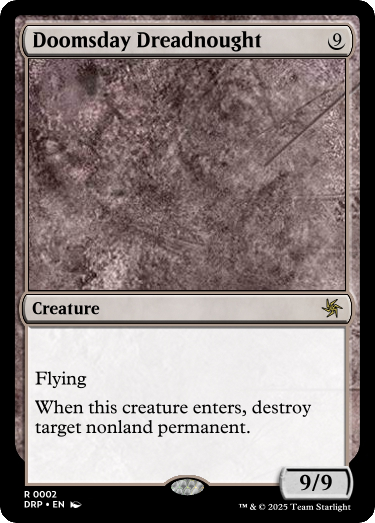 Doomsday Dreadnought 9
Creature
Flying
When this creature enters, destroy
target nonland permanent.
9/9
R 0002
DRP • EN
™ & © 2025 Team Starlight